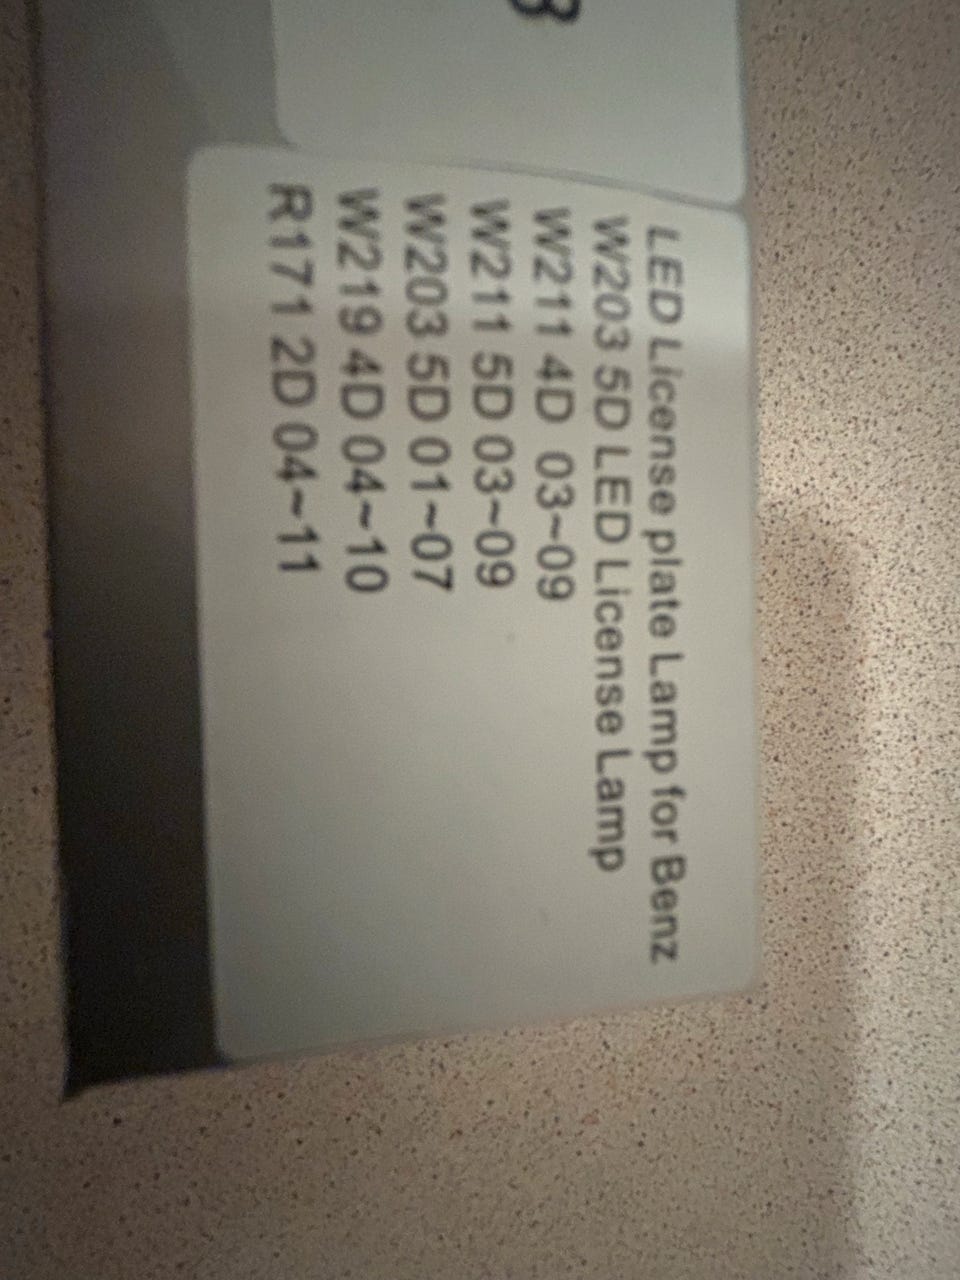 LED License plate Lamp for Benz
W203 5D LED License Lamp
W211 4D 03~09
W211 5D 03~09
W203 5D 01~07
W219 4D 04~10
R171 2D 04~11